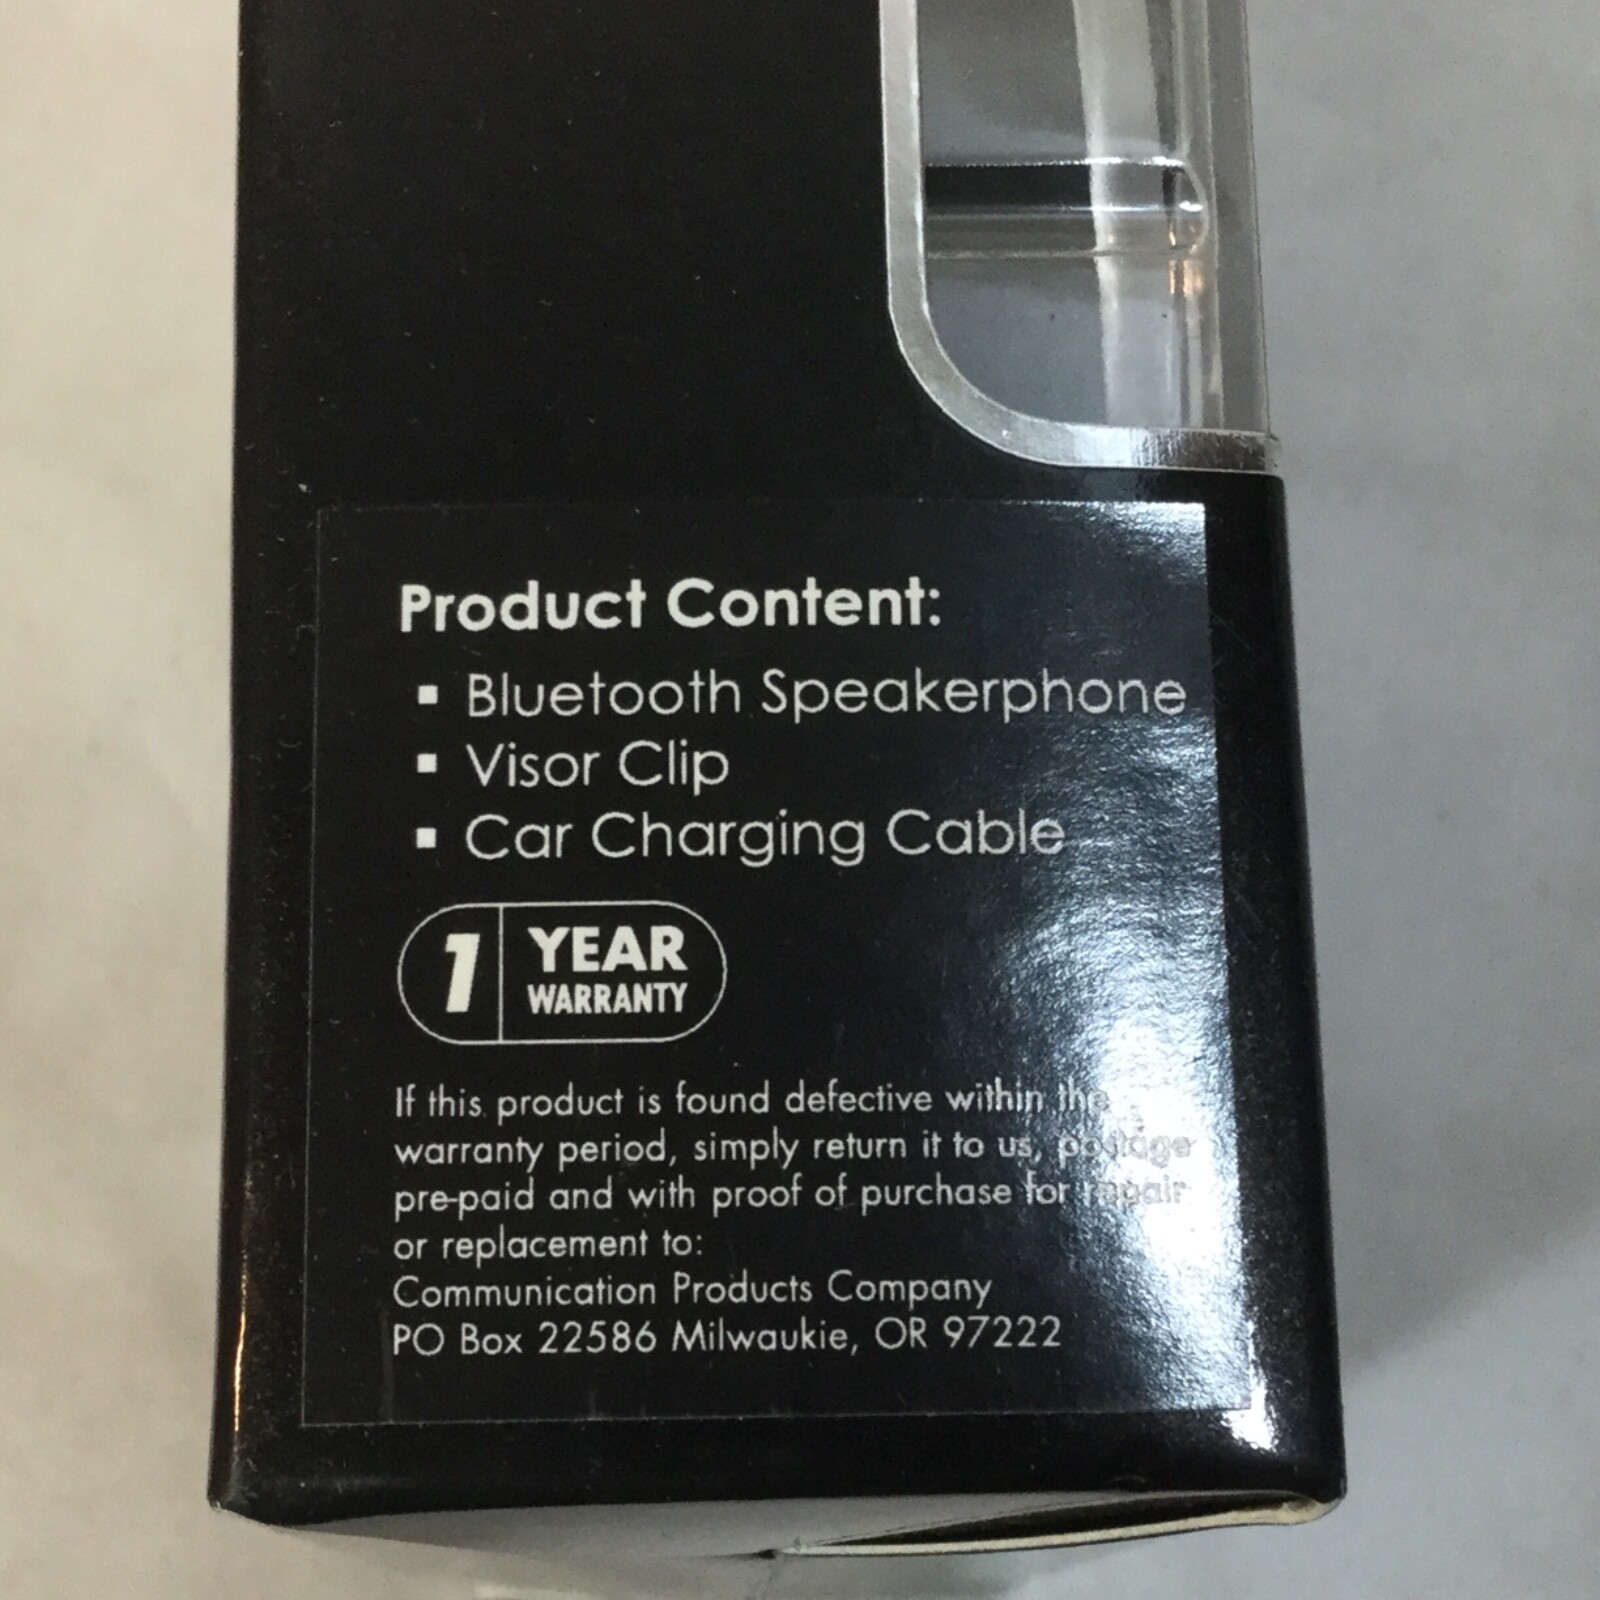 Product Content:
▪ Bluetooth Speakerphone
▪ Visor Clip
▪ Car Charging Cable
1 YEAR
WARRANTY
If this product is found defective within the
warranty period, simply return it to us, postage
pre-paid and with proof of purchase for repair
or replacement to:
Communication Products Company
PO Box 22586 Milwaukie, OR 97222